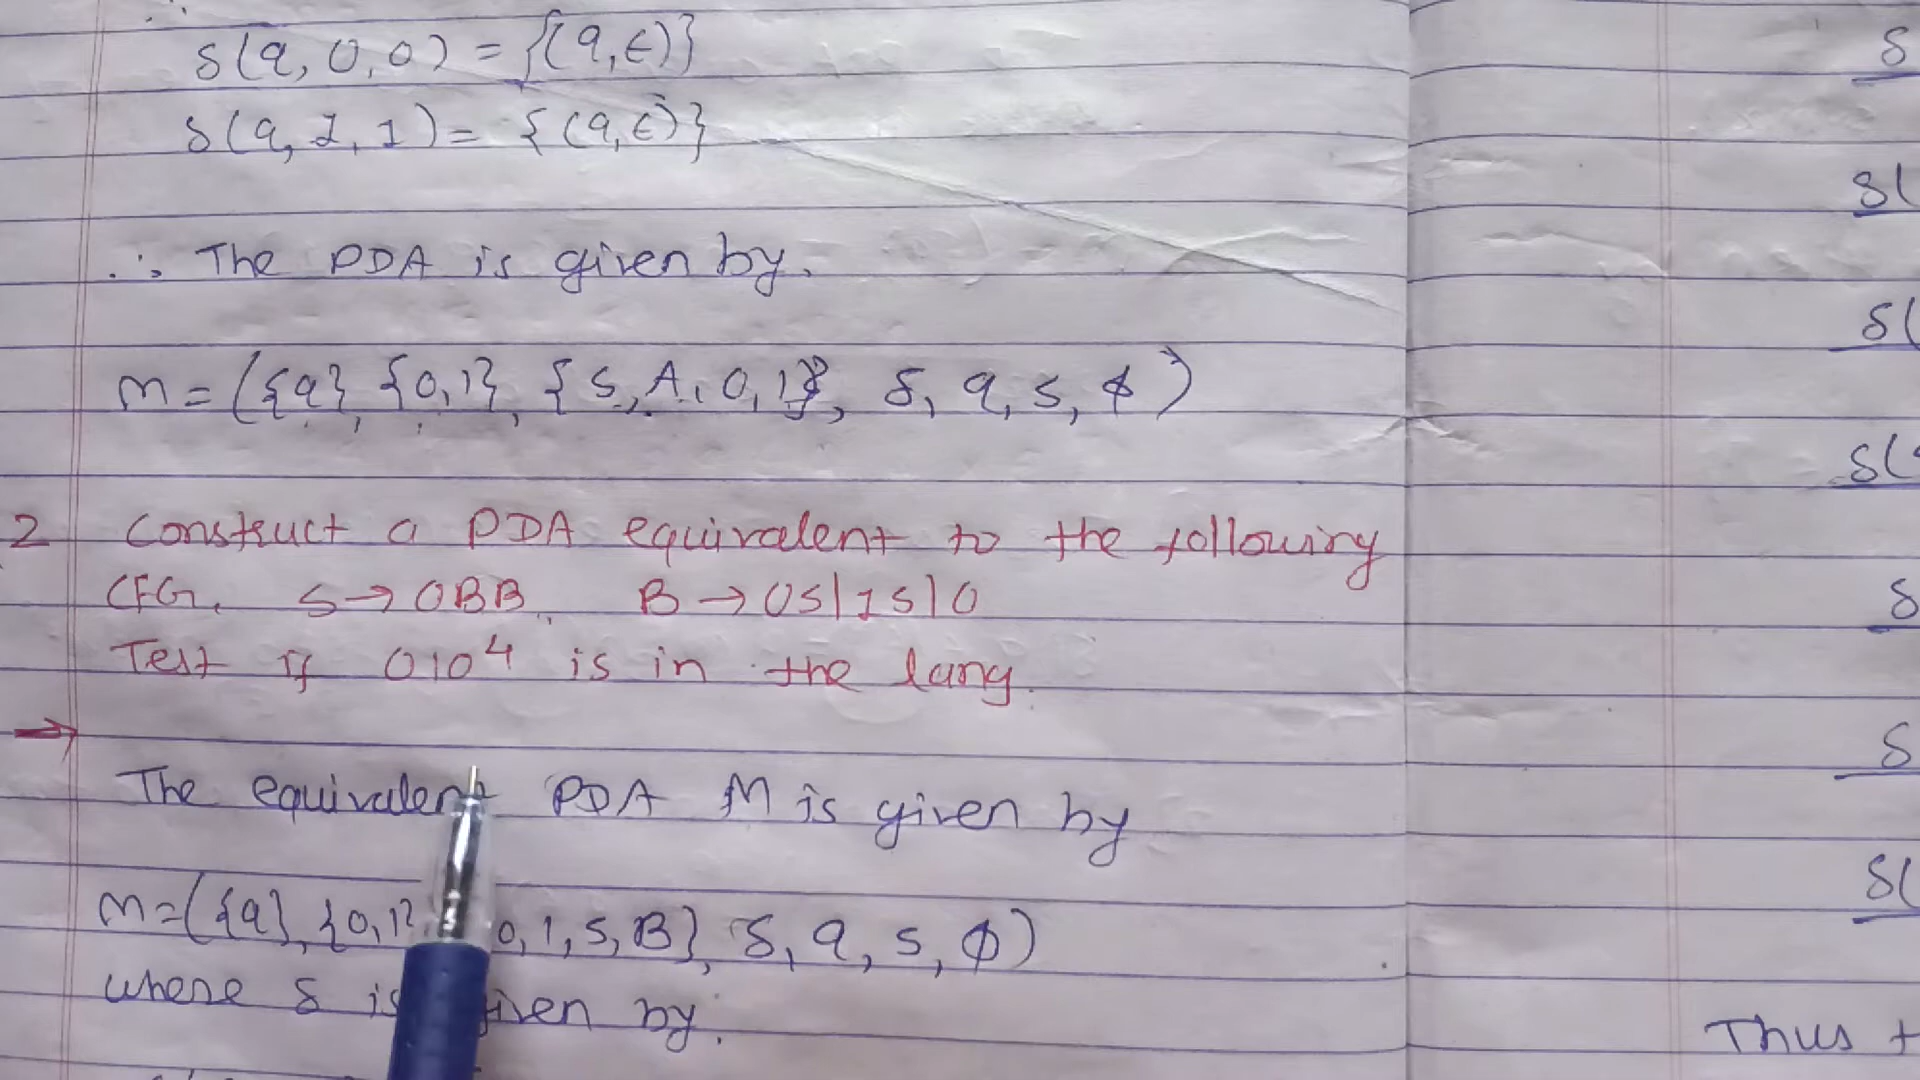 δ(q, 0, 0) = {(q, ε)}
δ(q, 1, 1) = {(q, ε)}
∴ The PDA is given by.
m = ({q}, {0,1}, {S, A, 0, 1}, δ, q, s, ϕ)
2 Construct a PDA equivalent to the following
CFG, S → 0BB, B → 0S|1S|0
Test if 010⁴ is in the lang.
→
The equivalent PDA M is given by
m = ({q}, {0,1}, 0, 1, S, B}, δ, q, s, ϕ)
where δ is given by.
δ
δ(
δ(
δ(
δ
δ
δ(
Thus